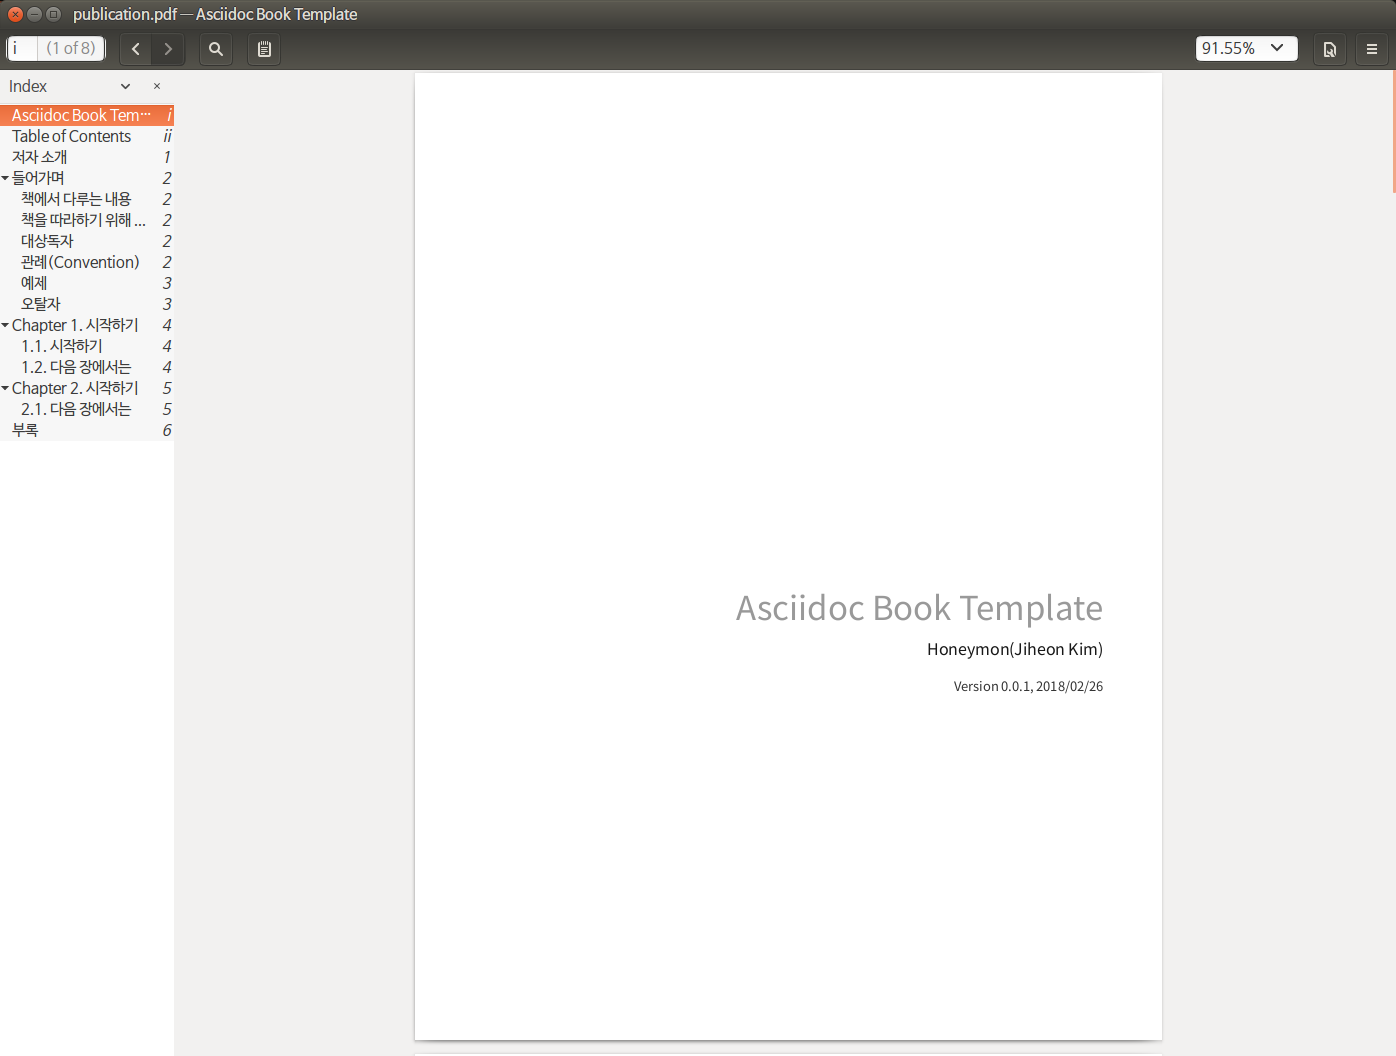 publication.pdf — Asciidoc Book Template
i (1 of 8)
91.55%
Index
Asciidoc Book Tem··· i
Table of Contents ii
저자 소개 1
들어가며 2
책에서 다루는 내용 2
책을 따라하기 위해 ... 2
대상독자 2
관례(Convention) 2
예제 3
오탈자 3
Chapter 1. 시작하기 4
1.1. 시작하기 4
1.2. 다음 장에서는 4
Chapter 2. 시작하기 5
2.1. 다음 장에서는 5
부록 6
Asciidoc Book Template
Honeymon(Jiheon Kim)
Version 0.0.1, 2018/02/26